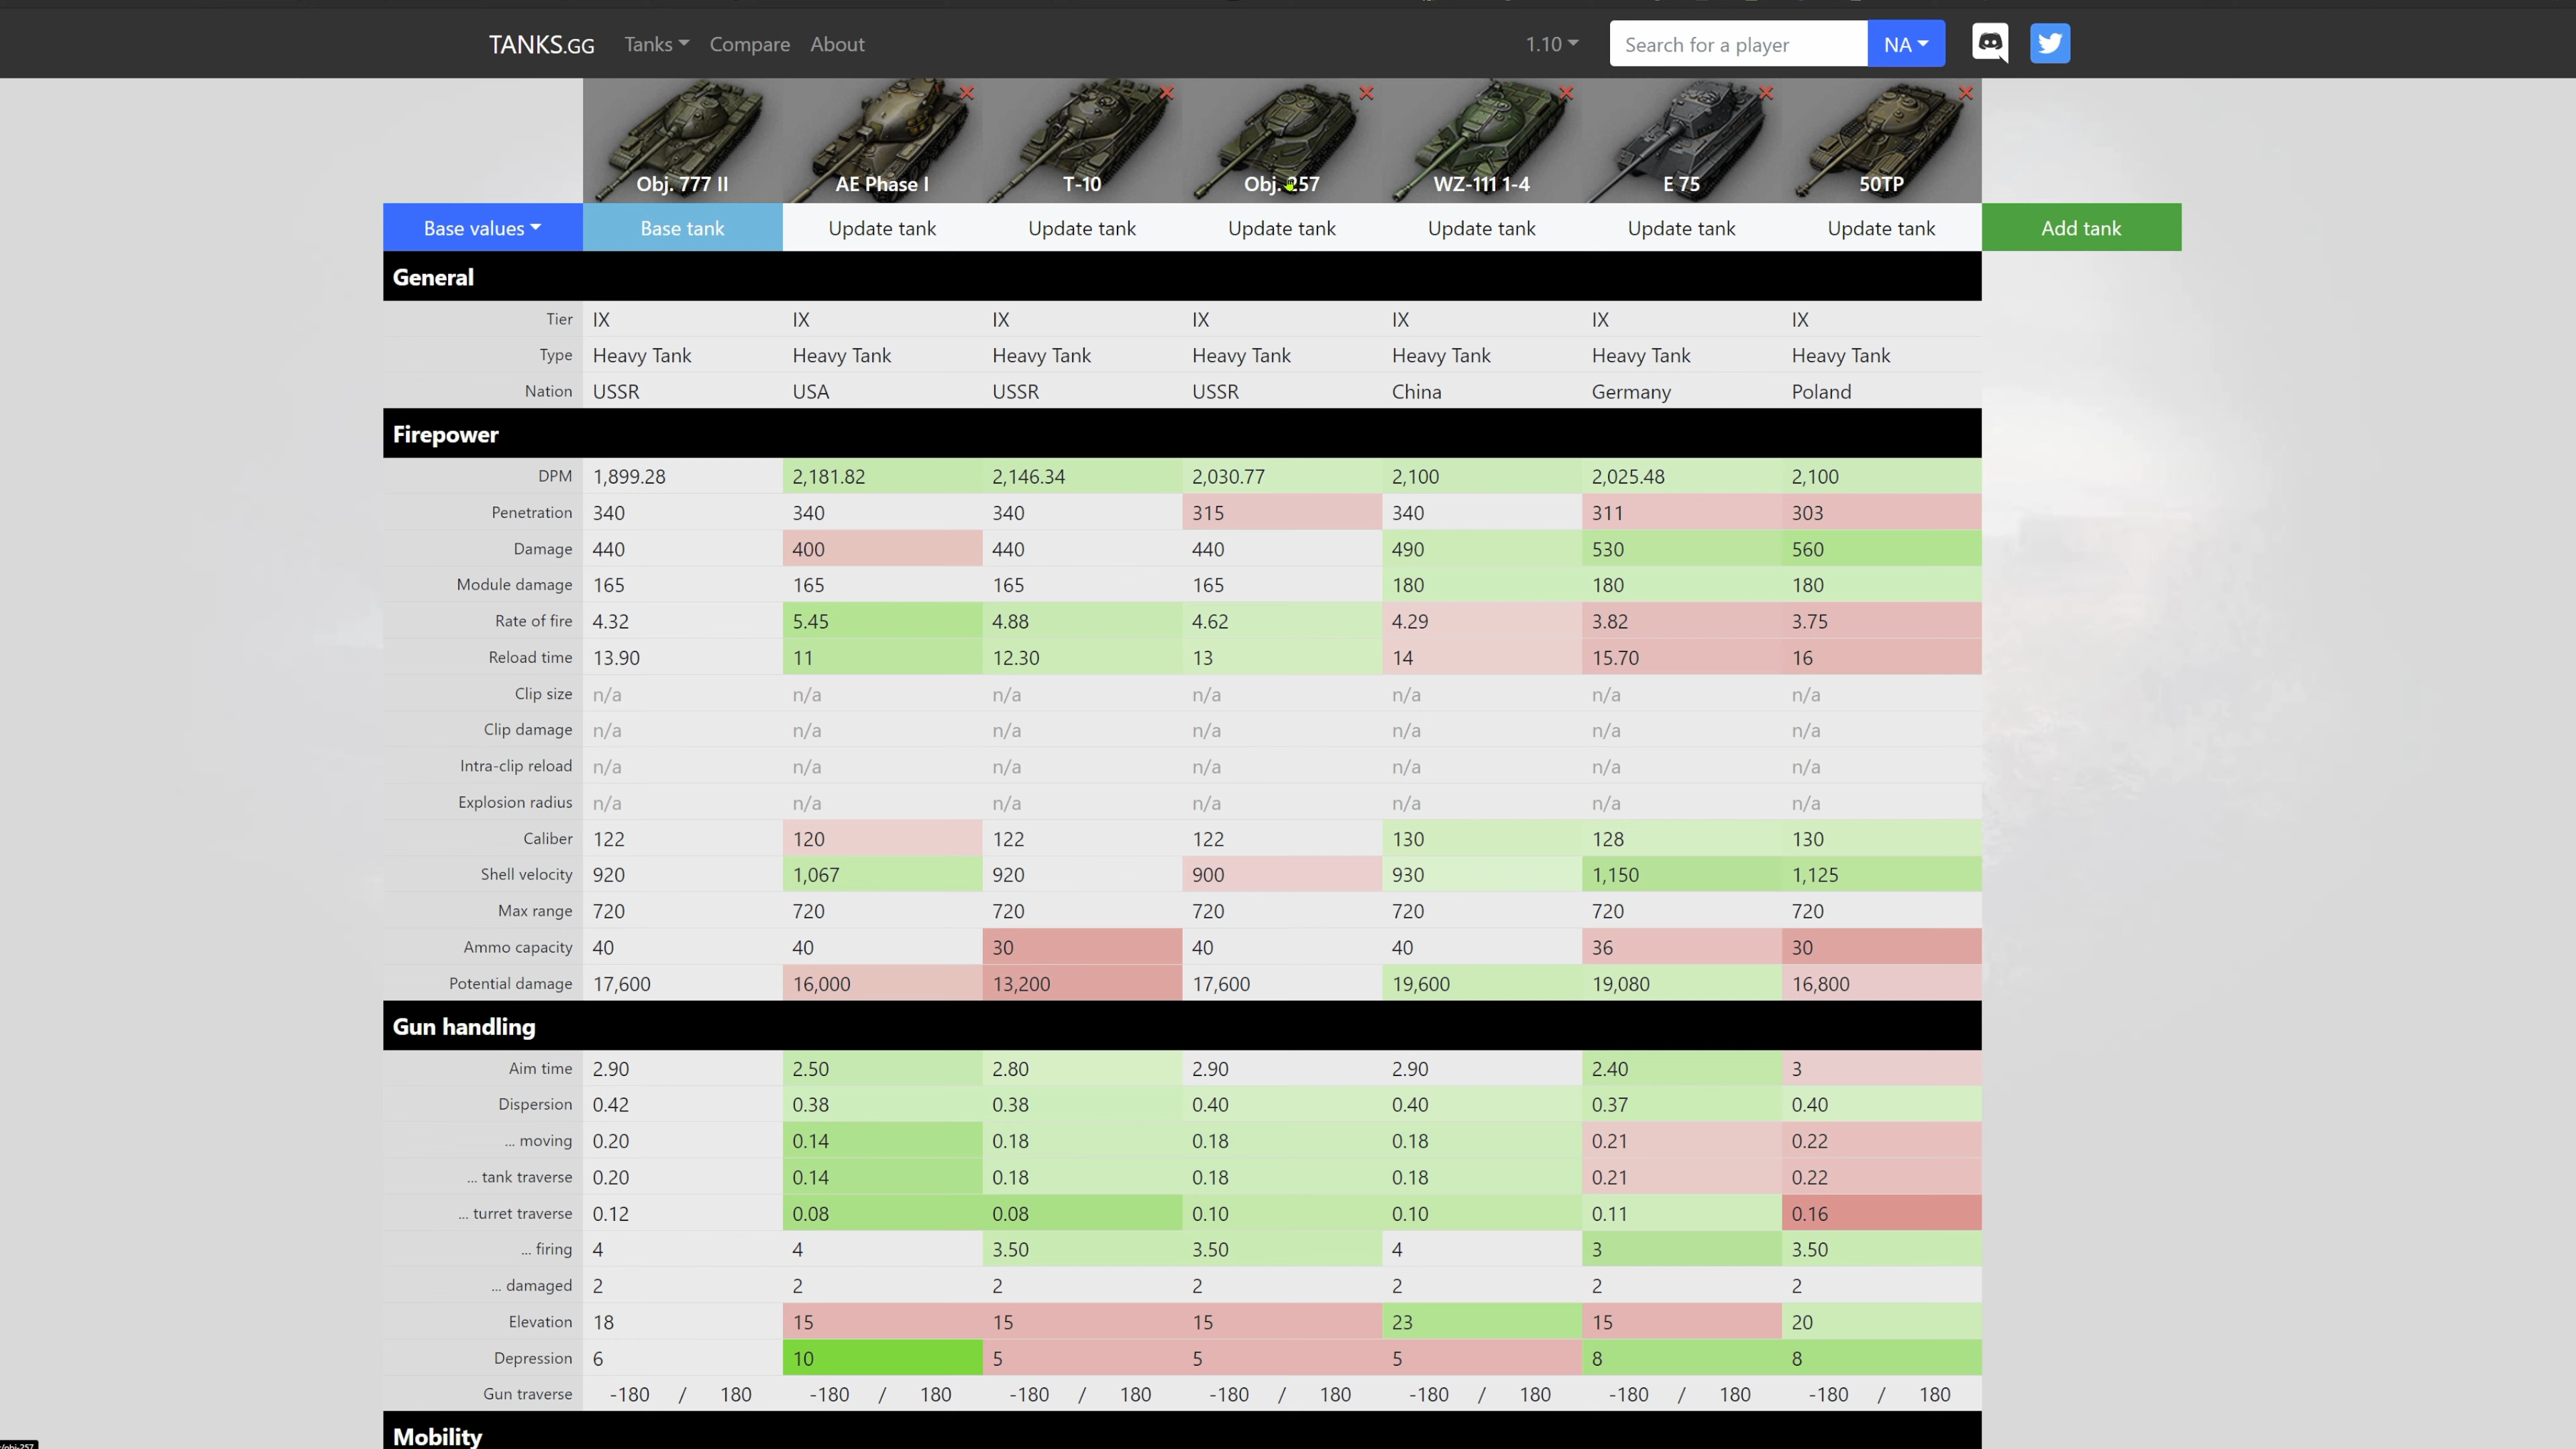 TANKS.GG Tanks Compare About 1.10 Search for a player NA
Obj. 777 II AE Phase I T-10 Obj. 257 WZ-111 1-4 E 75 50TP
Base values Base tank Update tank Update tank Update tank Update tank Update tank Update tank Add tank
General
Tier IX IX IX IX IX IX IX
Type Heavy Tank Heavy Tank Heavy Tank Heavy Tank Heavy Tank Heavy Tank Heavy Tank
Nation USSR USA USSR USSR China Germany Poland
Firepower
DPM 1,899.28 2,181.82 2,146.34 2,030.77 2,100 2,025.48 2,100
Penetration 340 340 340 315 340 311 303
Damage 440 400 440 440 490 530 560
Module damage 165 165 165 165 180 180 180
Rate of fire 4.32 5.45 4.88 4.62 4.29 3.82 3.75
Reload time 13.90 11 12.30 13 14 15.70 16
Clip size n/a n/a n/a n/a n/a n/a n/a
Clip damage n/a n/a n/a n/a n/a n/a n/a
Intra-clip reload n/a n/a n/a n/a n/a n/a n/a
Explosion radius n/a n/a n/a n/a n/a n/a n/a
Caliber 122 120 122 122 130 128 130
Shell velocity 920 1,067 920 900 930 1,150 1,125
Max range 720 720 720 720 720 720 720
Ammo capacity 40 40 30 40 40 36 30
Potential damage 17,600 16,000 13,200 17,600 19,600 19,080 16,800
Gun handling
Aim time 2.90 2.50 2.80 2.90 2.90 2.40 3
Dispersion 0.42 0.38 0.38 0.40 0.40 0.37 0.40
... moving 0.20 0.14 0.18 0.18 0.18 0.21 0.22
... tank traverse 0.20 0.14 0.18 0.18 0.18 0.21 0.22
... turret traverse 0.12 0.08 0.08 0.10 0.10 0.11 0.16
... firing 4 4 3.50 3.50 4 3 3.50
... damaged 2 2 2 2 2 2 2
Elevation 18 15 15 15 23 15 20
Depression 6 10 5 5 5 8 8
Gun traverse -180 / 180 -180 / 180 -180 / 180 -180 / 180 -180 / 180 -180 / 180 -180 / 180
Mobility